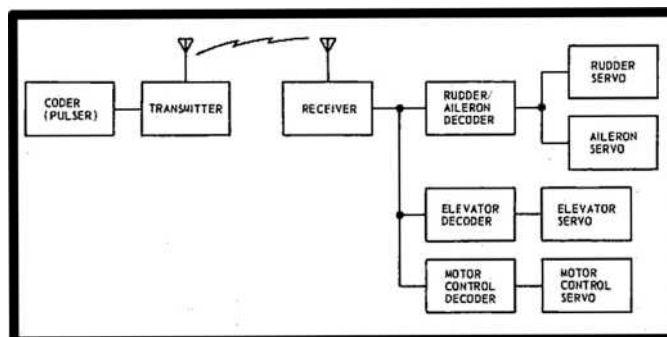 CODER
(PULSER)
TRANSMITTER
RECEIVER
RUDDER/
AILERON
DECODER
RUDDER
SERVO
AILERON
SERVO
ELEVATOR
DECODER
ELEVATOR
SERVO
MOTOR
CONTROL
DECODER
MOTOR
CONTROL
SERVO